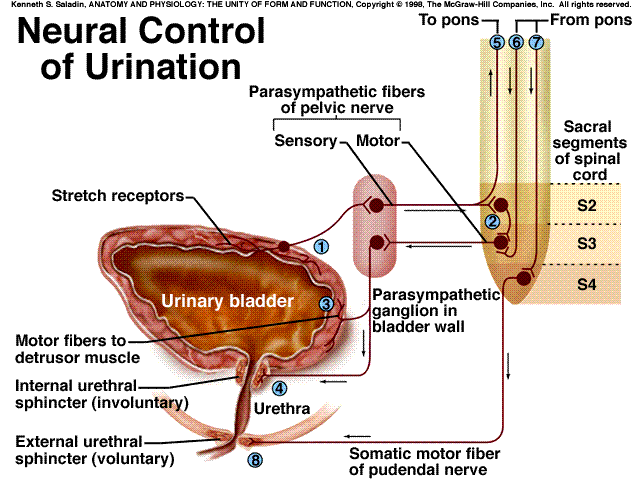 Kenneth S. Saladin, ANATOMY AND PHYSIOLOGY: THE UNITY OF FORM AND FUNCTION, Copyright © 1998, The McGraw-Hill Companies, Inc. All rights reserved.
Neural Control
of Urination
To pons
From pons
5
6
7
Parasympathetic fibers
of pelvic nerve
Sensory
Motor
Sacral
segments
of spinal
cord
Stretch receptors
S2
2
1
S3
S4
Urinary bladder
3
Parasympathetic
ganglion in
bladder wall
Motor fibers to
detrusor muscle
Internal urethral
sphincter (involuntary)
4
Urethra
External urethral
sphincter (voluntary)
8
Somatic motor fiber
of pudendal nerve